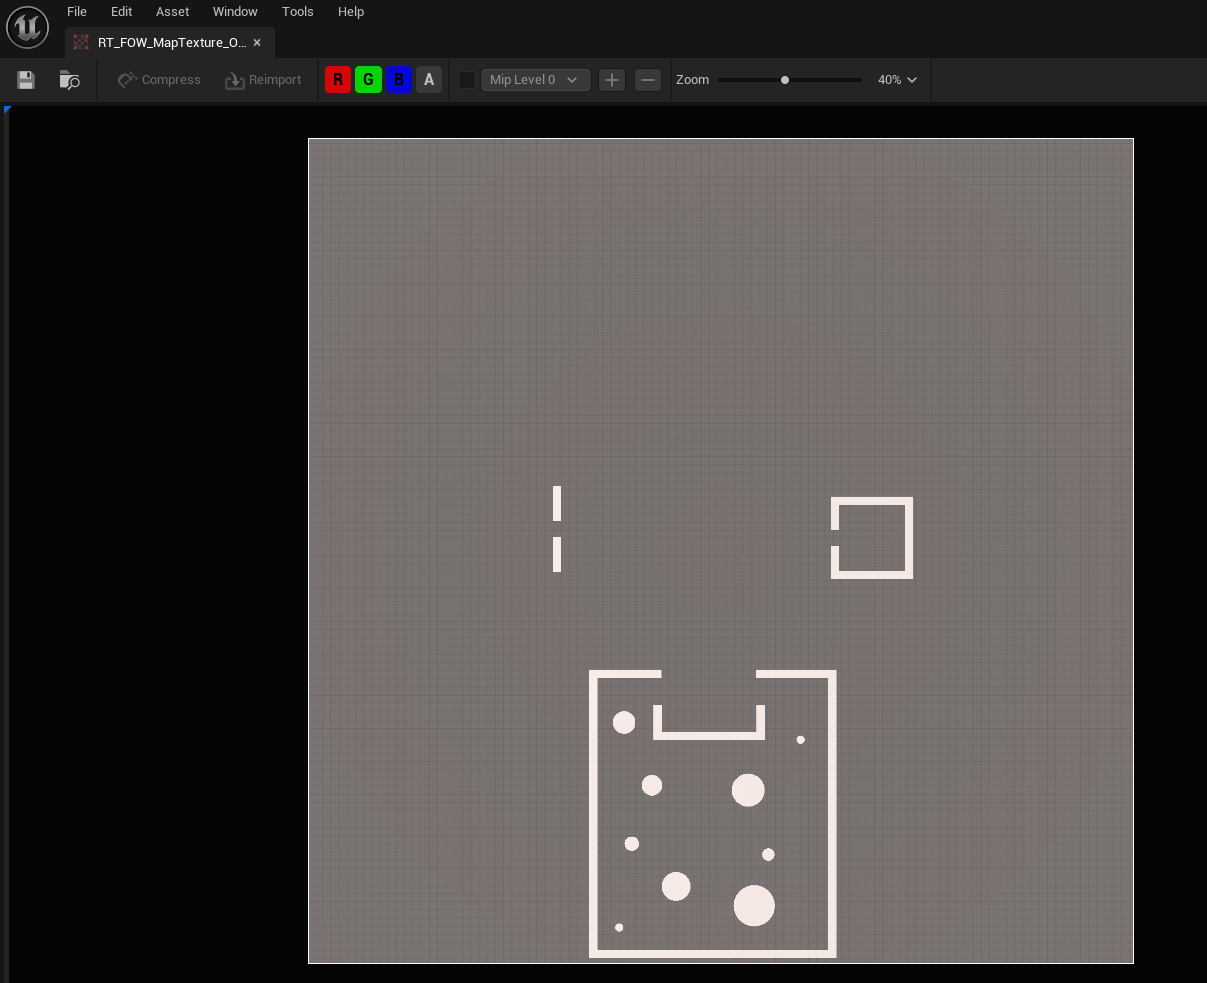 File Edit Asset Window Tools Help
RT_FOW_MapTexture_O...
Compress Reimport R G B A Mip Level 0 Zoom 40%